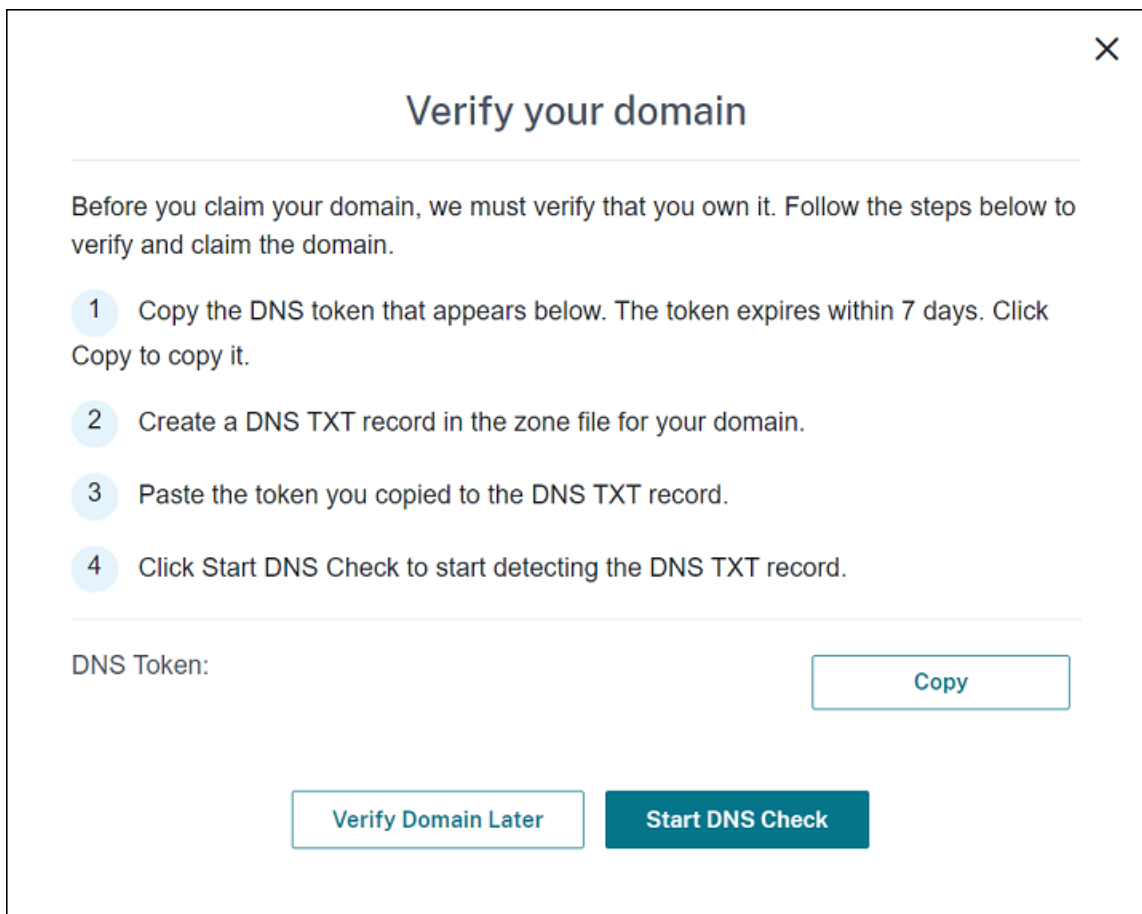 Verify your domain
Before you claim your domain, we must verify that you own it. Follow the steps below to
verify and claim the domain.
1 Copy the DNS token that appears below. The token expires within 7 days. Click
Copy to copy it.
2 Create a DNS TXT record in the zone file for your domain.
3 Paste the token you copied to the DNS TXT record.
4 Click Start DNS Check to start detecting the DNS TXT record.
DNS Token:
Copy
Verify Domain Later
Start DNS Check